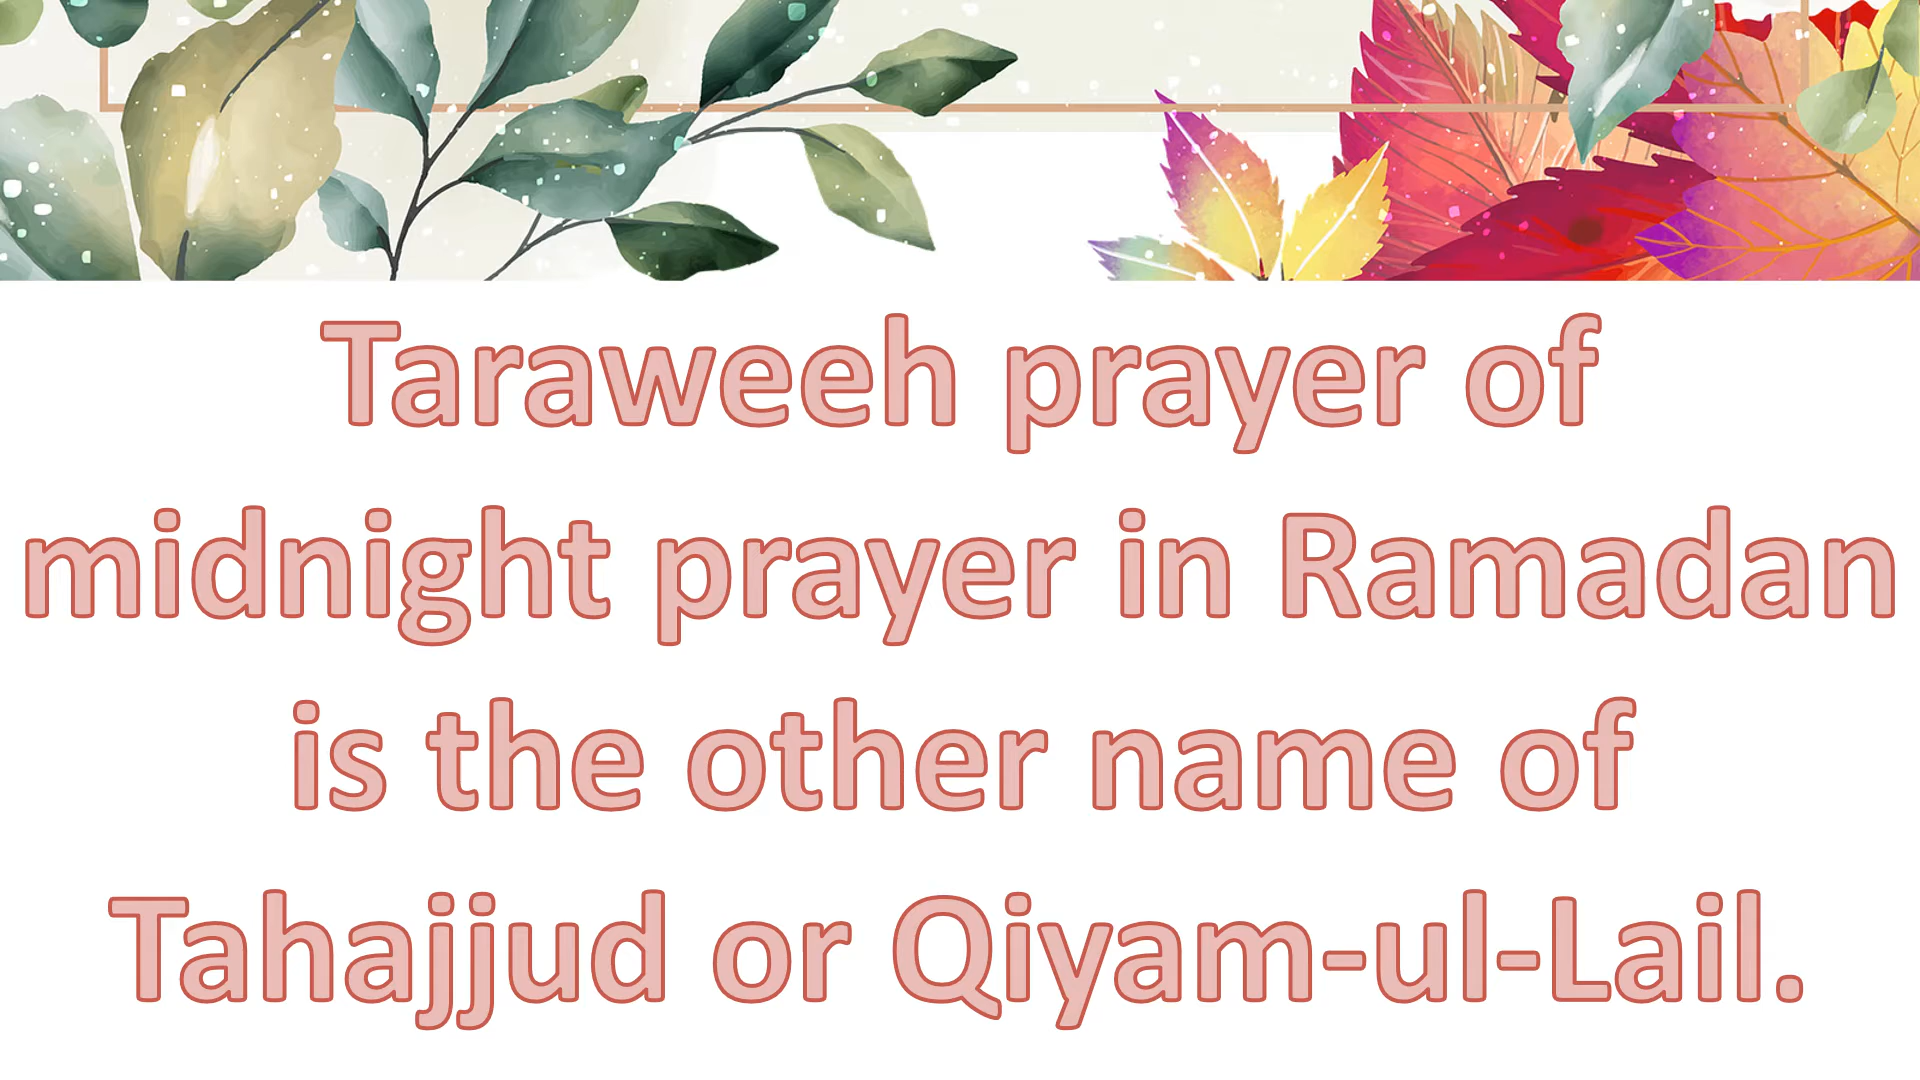 Taraweeh prayer of
midnight prayer in Ramadan
is the other name of
Tahajjud or Qiyam-ul-Lail.